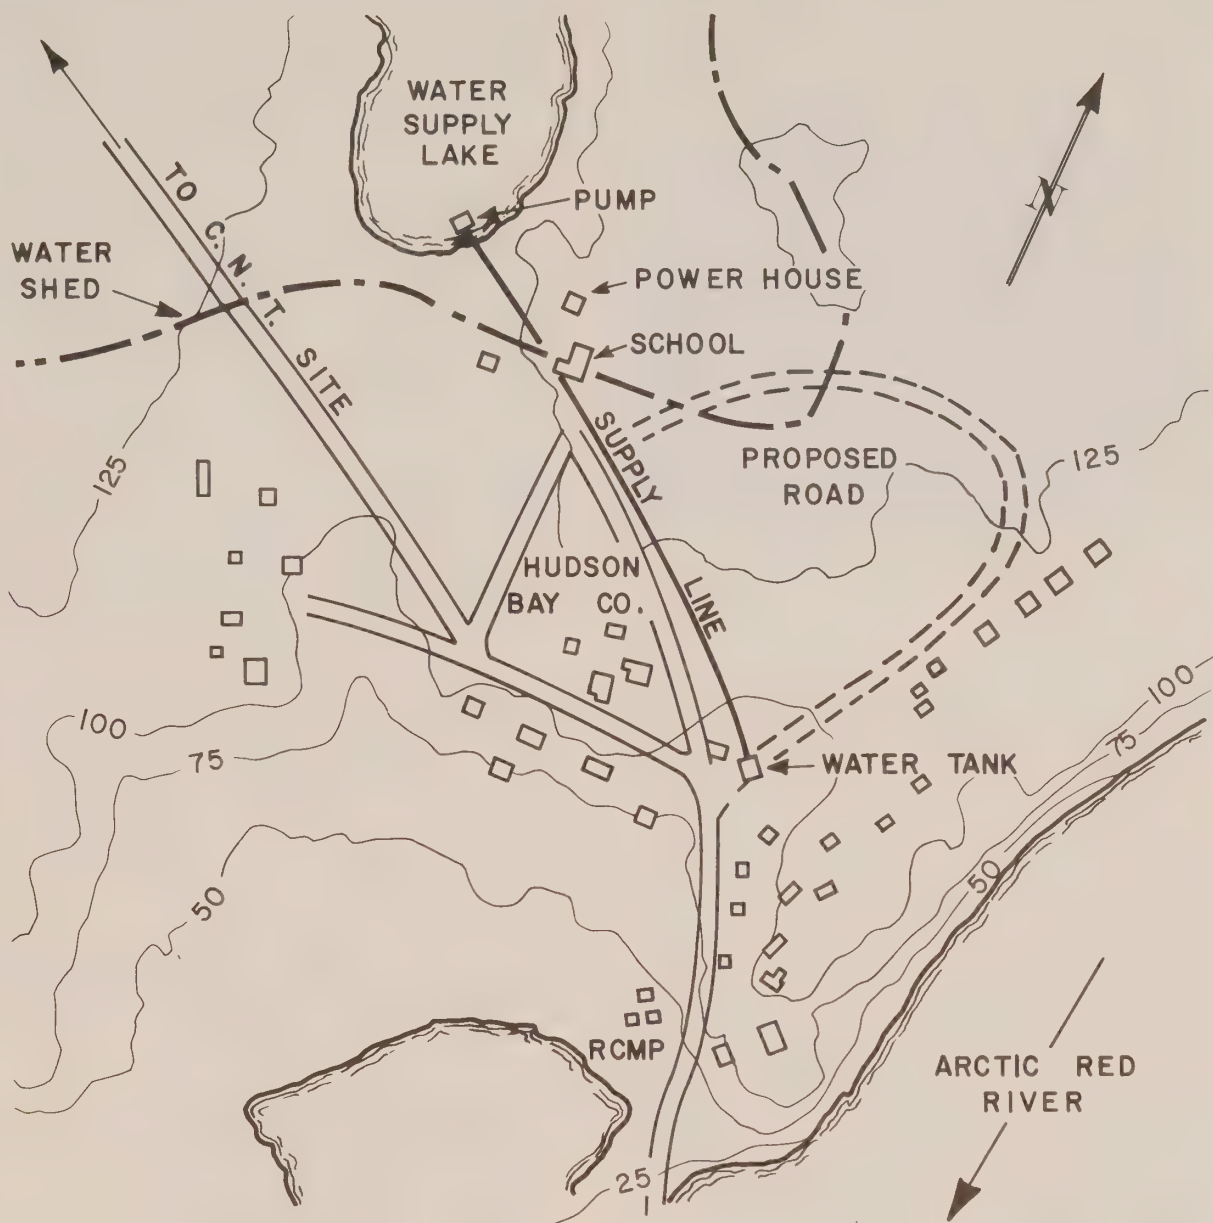 WATER
SUPPLY
LAKE
PUMP
N
TO C. N. T. SITE
WATER
SHED
POWER HOUSE
SCHOOL
SUPPLY LINE
PROPOSED
ROAD
125
125
HUDSON
BAY CO.
100
100
75
75
WATER TANK
50
50
RCMP
ARCTIC RED
RIVER
25